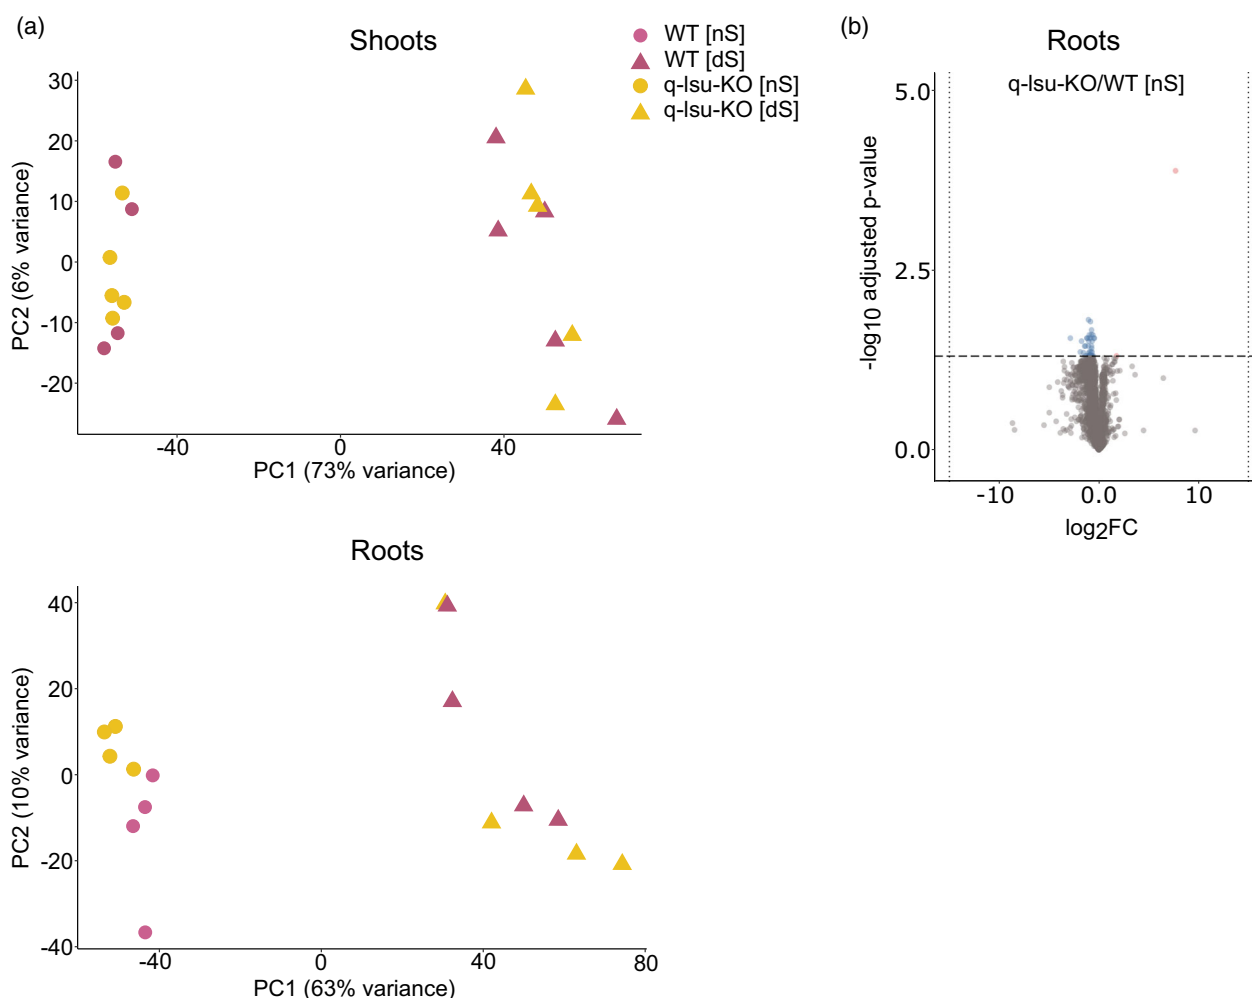 (a)
Shoots
WT [nS]
WT [dS]
q-lsu-KO [nS]
q-lsu-KO [dS]
30
20
10
0
-10
-20
PC2 (6% variance)
-40
0
40
PC1 (73% variance)
(b)
Roots
q-lsu-KO/WT [nS]
5.0
2.5
0.0
-log10 adjusted p-value
-10
0.0
10
log2FC
Roots
40
20
0
-20
-40
PC2 (10% variance)
-40
0
40
80
PC1 (63% variance)